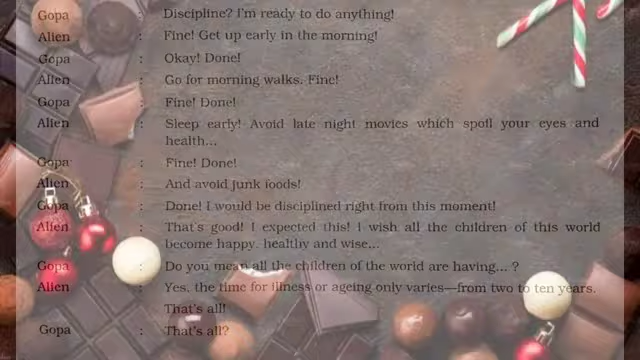 Gopa : Discipline? I'm ready to do anything!
Alien : Fine! Get up early in the morning!
Gopa : Okay! Done!
Alien : Go for morning walks. Fine!
Gopa : Fine! Done!
Alien : Sleep early! Avoid late night movies which spoil your eyes and
health...
Gopa : Fine! Done!
Alien : And avoid junk foods!
Gopa : Done! I would be disciplined right from this moment!
Alien : That's good! I expected this! I wish all the children of this world
become happy, healthy and wise...
Gopa : Do you mean all the children of the world are having... ?
Alien : Yes, the time for illness or ageing only varies—from two to ten years.
That's all!
Gopa : That's all?